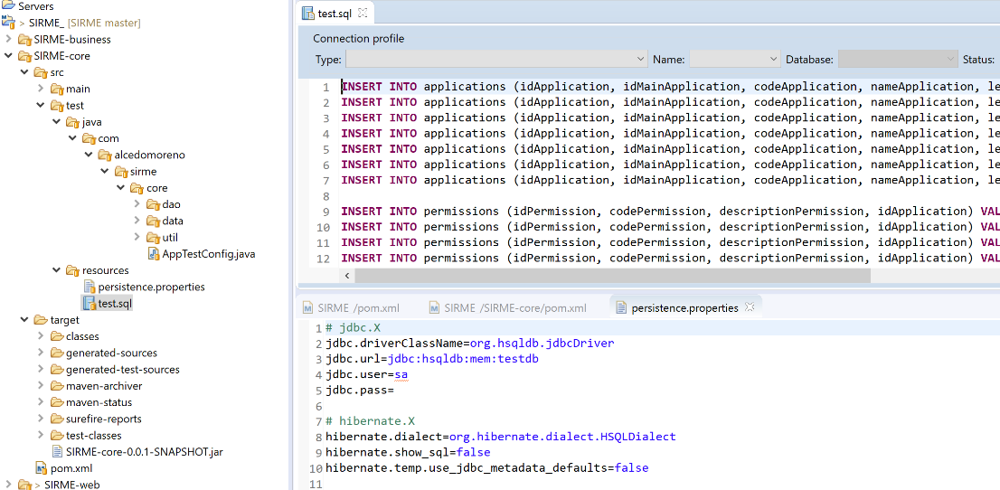 Servers
> SIRME_ [SIRME master]
SIRME-business
SIRME-core
src
main
test
java
com
alcedomoreno
sirme
core
dao
data
util
AppTestConfig.java
resources
persistence.properties
test.sql
target
classes
generated-sources
generated-test-sources
maven-archiver
maven-status
surefire-reports
test-classes
SIRME-core-0.0.1-SNAPSHOT.jar
pom.xml
> SIRME-web
test.sql
Connection profile
Type: Name: Database: Status:
1 INSERT INTO applications (idApplication, idMainApplication, codeApplication, nameApplication, le
2 INSERT INTO applications (idApplication, idMainApplication, codeApplication, nameApplication, le
3 INSERT INTO applications (idApplication, idMainApplication, codeApplication, nameApplication, le
4 INSERT INTO applications (idApplication, idMainApplication, codeApplication, nameApplication, le
5 INSERT INTO applications (idApplication, idMainApplication, codeApplication, nameApplication, le
6 INSERT INTO applications (idApplication, idMainApplication, codeApplication, nameApplication, le
7 INSERT INTO applications (idApplication, idMainApplication, codeApplication, nameApplication, le
8
9 INSERT INTO permissions (idPermission, codePermission, descriptionPermission, idApplication) VAL
10 INSERT INTO permissions (idPermission, codePermission, descriptionPermission, idApplication) VAL
11 INSERT INTO permissions (idPermission, codePermission, descriptionPermission, idApplication) VAL
12 INSERT INTO permissions (idPermission, codePermission, descriptionPermission, idApplication) VAL
SIRME /pom.xml SIRME /SIRME-core/pom.xml persistence.properties
1 # jdbc.X
2 jdbc.driverClassName=org.hsqldb.jdbcDriver
3 jdbc.url=jdbc:hsqldb:mem:testdb
4 jdbc.user=sa
5 jdbc.pass=
6
7 # hibernate.X
8 hibernate.dialect=org.hibernate.dialect.HSQLDialect
9 hibernate.show_sql=false
10 hibernate.temp.use_jdbc_metadata_defaults=false
11